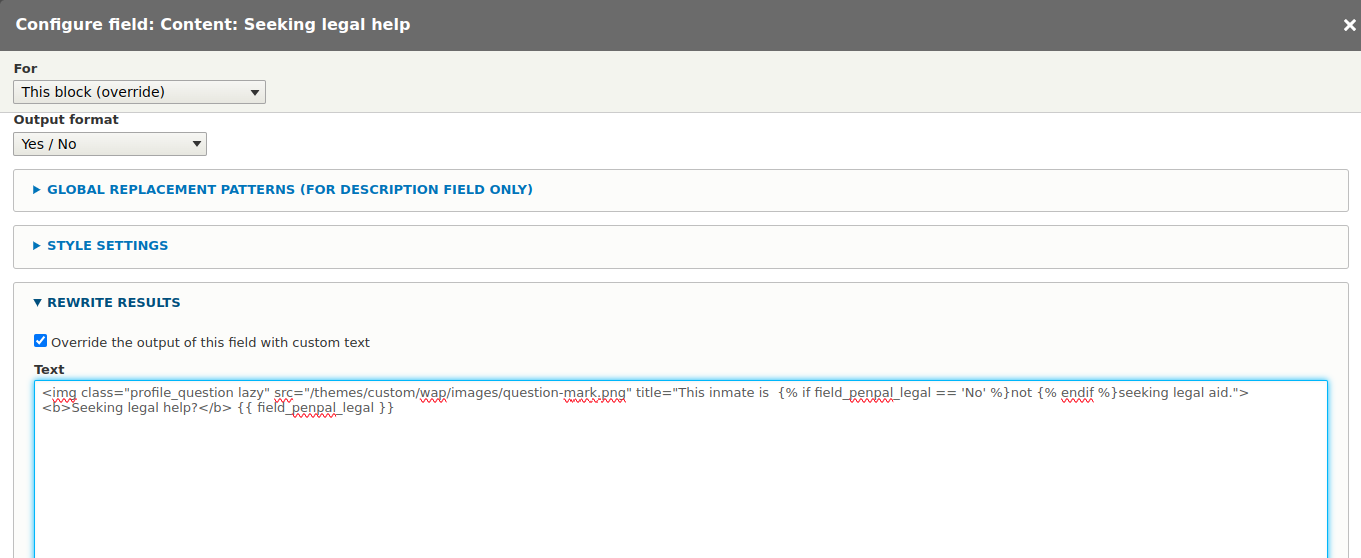 Configure field: Content: Seeking legal help
For
This block (override)
Output format
Yes / No
GLOBAL REPLACEMENT PATTERNS (FOR DESCRIPTION FIELD ONLY)
STYLE SETTINGS
REWRITE RESULTS
Override the output of this field with custom text
Text
<img class="profile_question lazy" src="/themes/custom/wap/images/question-mark.png" title="This inmate is  {% if field_penpal_legal == 'No' %}not {% endif %}seeking legal aid.">
<b>Seeking legal help?</b> {{ field_penpal_legal }}